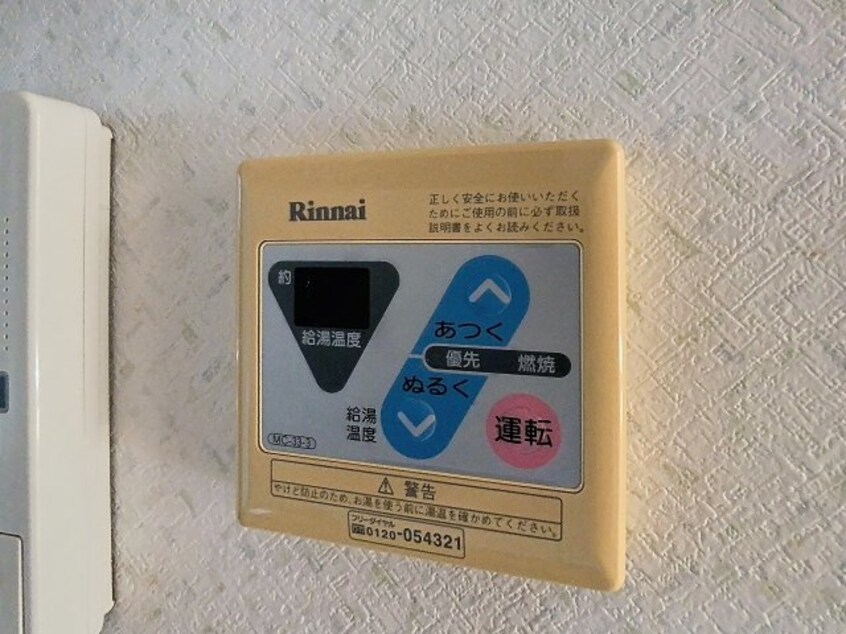 Rinnai
正しく安全にお使いいただく
ためにご使用の前に必ず取扱
説明書をよくお読みください。
約
給湯温度
あつく
優先 燃焼
ぬるく
給湯
温度
運転
MC-33-3
警告
やけど防止のため、お湯を使う前に湯温を確かめてください。
フリーダイヤル
0120-054321